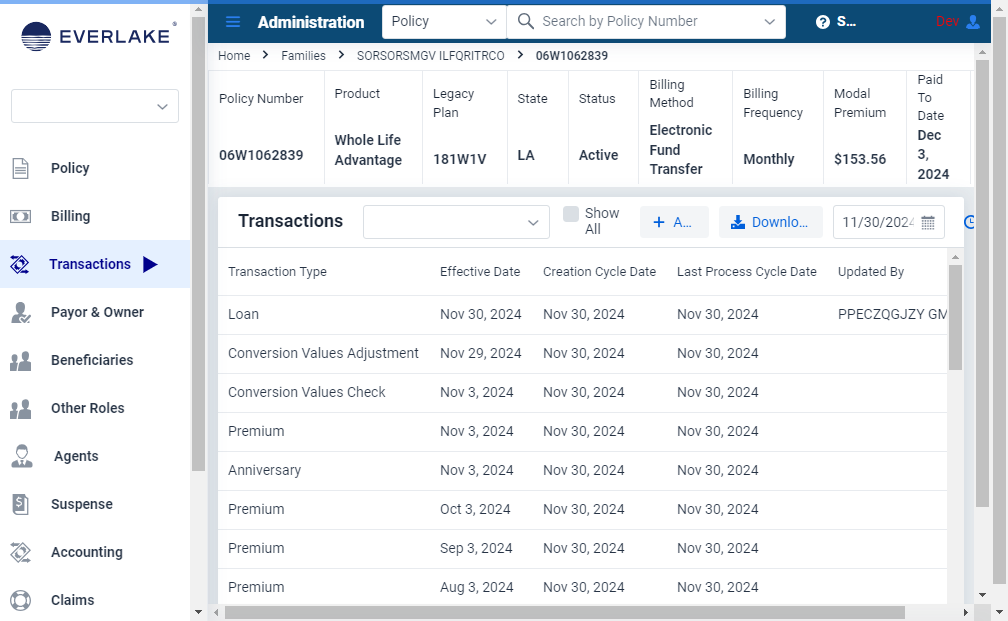 EVERLAKE
Administration
Policy
Search by Policy Number
S...
Dev
Home
Families
SORSORSMGV ILFQRITRCO
06W1062839
Policy Number
06W1062839
Product
Whole Life
Advantage
Legacy
Plan
181W1V
State
LA
Status
Active
Billing
Method
Electronic
Fund
Transfer
Billing
Frequency
Monthly
Modal
Premium
$153.56
Paid
To
Date
Dec
3,
2024
Policy
Billing
Transactions
Payor & Owner
Beneficiaries
Other Roles
Agents
Suspense
Accounting
Claims
Transactions
Show
All
+ A...
Downlo...
11/30/2024
Transaction Type Effective Date Creation Cycle Date Last Process Cycle Date Updated By
Loan Nov 30, 2024 Nov 30, 2024 Nov 30, 2024 PPECZQGJZY GM
Conversion Values Adjustment Nov 29, 2024 Nov 30, 2024 Nov 30, 2024
Conversion Values Check Nov 3, 2024 Nov 30, 2024 Nov 30, 2024
Premium Nov 3, 2024 Nov 30, 2024 Nov 30, 2024
Anniversary Nov 3, 2024 Nov 30, 2024 Nov 30, 2024
Premium Oct 3, 2024 Nov 30, 2024 Nov 30, 2024
Premium Sep 3, 2024 Nov 30, 2024 Nov 30, 2024
Premium Aug 3, 2024 Nov 30, 2024 Nov 30, 2024